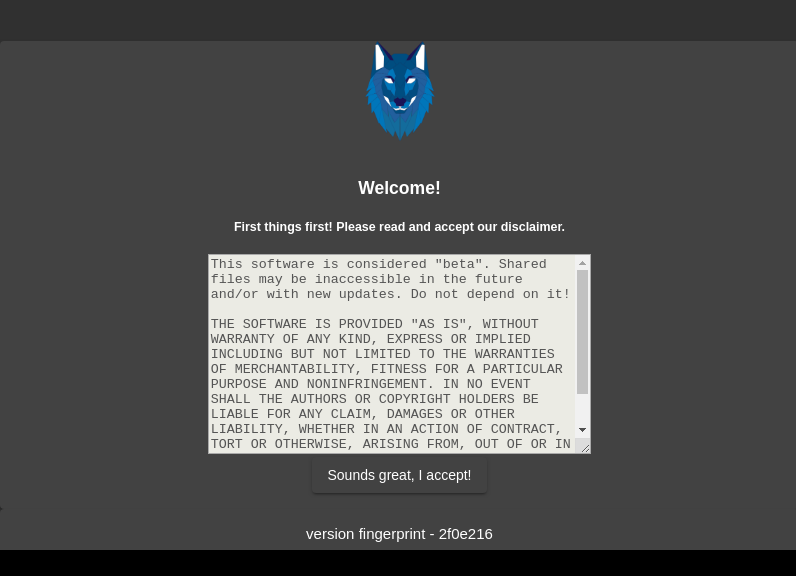 Welcome!
First things first! Please read and accept our disclaimer.
This software is considered "beta". Shared
files may be inaccessible in the future
and/or with new updates. Do not depend on it!
THE SOFTWARE IS PROVIDED "AS IS", WITHOUT
WARRANTY OF ANY KIND, EXPRESS OR IMPLIED
INCLUDING BUT NOT LIMITED TO THE WARRANTIES
OF MERCHANTABILITY, FITNESS FOR A PARTICULAR
PURPOSE AND NONINFRINGEMENT. IN NO EVENT
SHALL THE AUTHORS OR COPYRIGHT HOLDERS BE
LIABLE FOR ANY CLAIM, DAMAGES OR OTHER
LIABILITY, WHETHER IN AN ACTION OF CONTRACT,
TORT OR OTHERWISE, ARISING FROM, OUT OF OR IN
Sounds great, I accept!
version fingerprint - 2f0e216